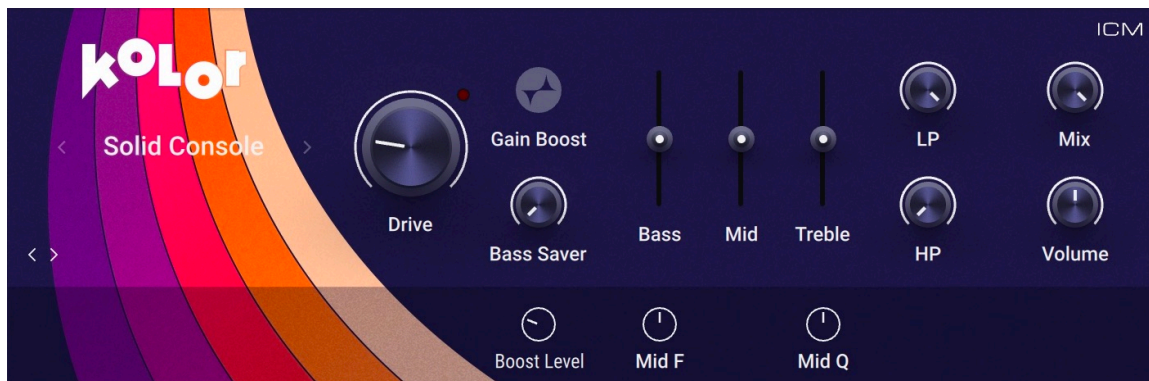 ICM
KOLOR
Solid Console
Drive
Gain Boost
Bass Saver
Bass
Mid
Treble
LP
Mix
HP
Volume
Boost Level
Mid F
Mid Q